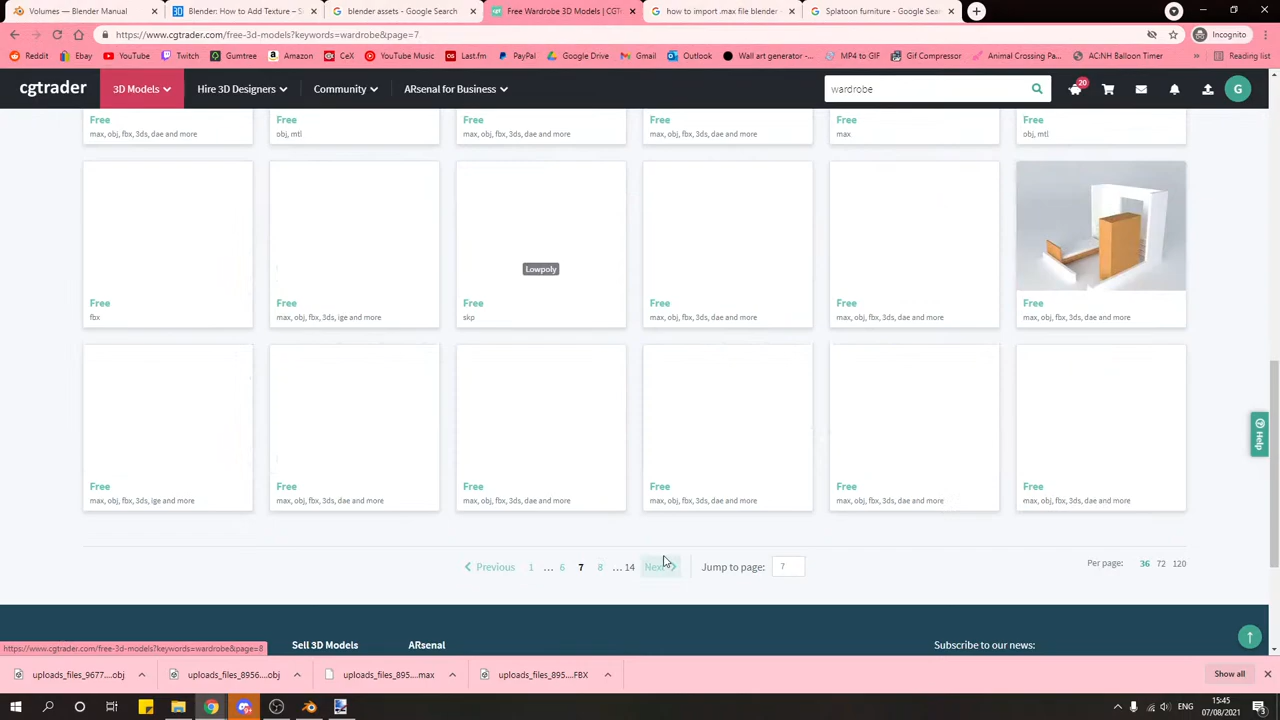 Volumes — Blender Manual
Blender: How to Add Texture – S
blender assets - Google Search
Free Wardrobe 3D Models | CGT
how to import .max file blender -
Splatoon furniture - Google Sear
https://www.cgtrader.com/free-3d-models?keywords=wardrobe&page=7
Incognito
Reddit
Ebay
YouTube
Twitch
Gumtree
Amazon
CeX
YouTube Music
Last.fm
PayPal
Google Drive
Gmail
Outlook
Wall art generator -...
MP4 to GIF
Gif Compressor
Animal Crossing Pa...
AC:NH Balloon Timer
Reading list
cgtrader
3D Models
Hire 3D Designers
Community
ARsenal for Business
wardrobe
20
G
Free
Free
Free
Free
Free
Free
max, obj, fbx, 3ds, dae and more
obj, mtl
max, obj, fbx, 3ds, dae and more
max, obj, fbx, 3ds, dae and more
max
obj, mtl
Lowpoly
Free
Free
Free
Free
Free
Free
fbx
max, obj, fbx, 3ds, ige and more
skp
max, obj, fbx, 3ds, dae and more
max, obj, fbx, 3ds, dae and more
max, obj, fbx, 3ds, dae and more
Help
Free
Free
Free
Free
Free
Free
max, obj, fbx, 3ds, ige and more
max, obj, fbx, 3ds, dae and more
max, obj, fbx, 3ds, dae and more
max, obj, fbx, 3ds, dae and more
max, obj, fbx, 3ds, dae and more
max, obj, fbx, 3ds, dae and more
Previous 1 ... 6 7 8 ... 14 Next
Jump to page: 7
Per page: 36 72 120
https://www.cgtrader.com/free-3d-models?keywords=wardrobe&page=8
Sell 3D Models
ARsenal
Subscribe to our news:
uploads_files_9677....obj
uploads_files_8956....obj
uploads_files_895....max
uploads_files_895....FBX
Show all
ENG
15:45
07/08/2021
3